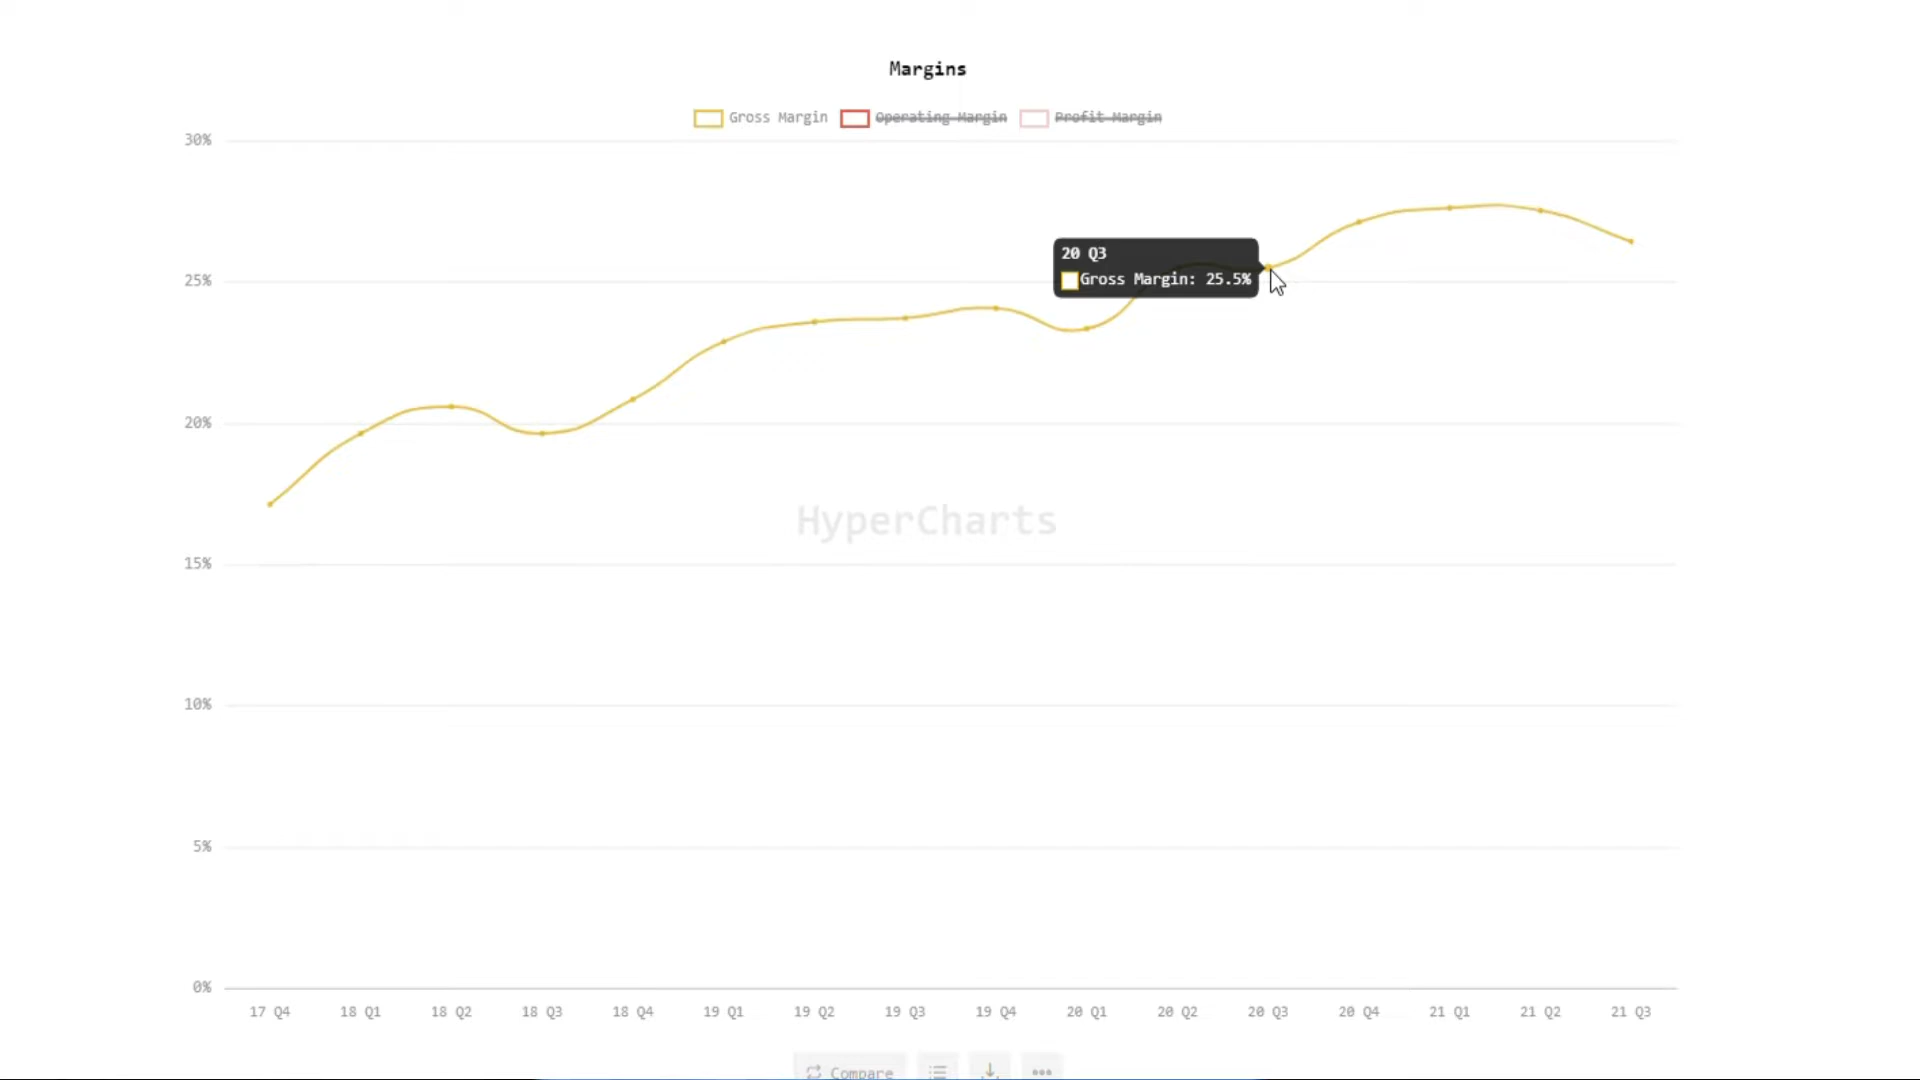 Margins
Gross Margin Operating Margin Profit Margin
30%
25%
20%
15%
10%
5%
0%
20 Q3
Gross Margin: 25.5%
HyperCharts
17 Q4 18 Q1 18 Q2 18 Q3 18 Q4 19 Q1 19 Q2 19 Q3 19 Q4 20 Q1 20 Q2 20 Q3 20 Q4 21 Q1 21 Q2 21 Q3
Compare